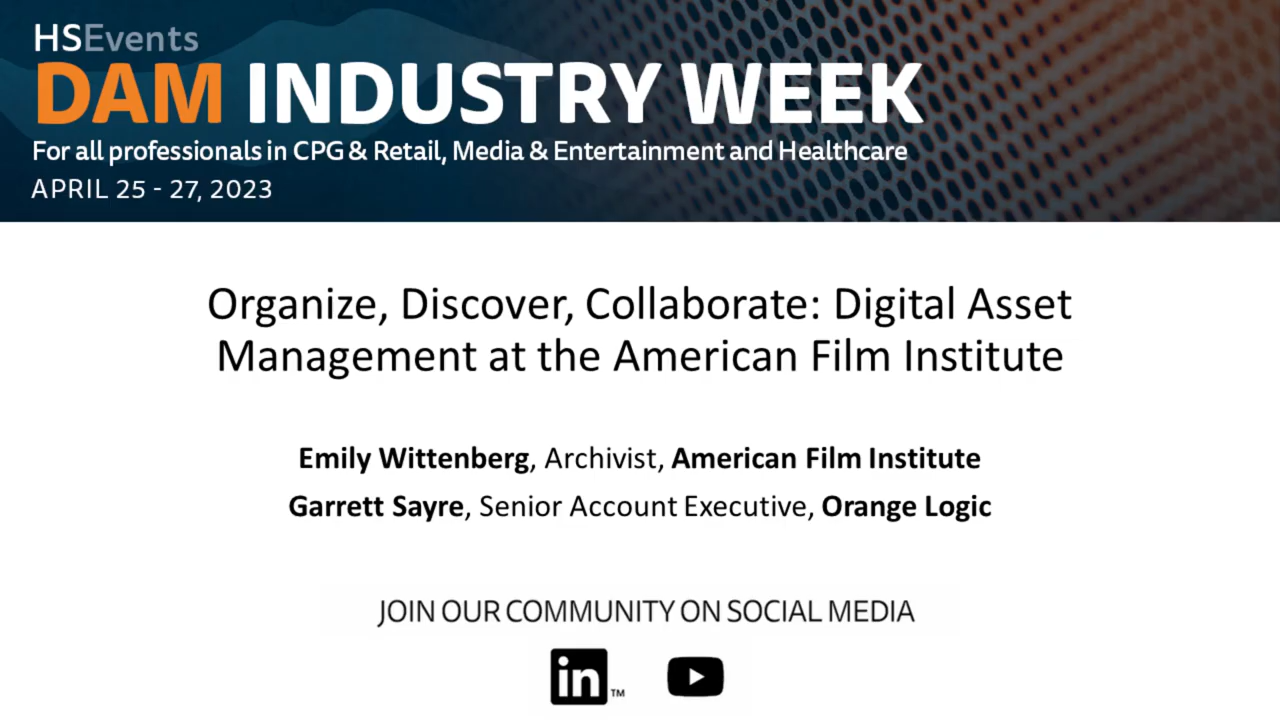 HSEvents
DAM INDUSTRY WEEK
For all professionals in CPG & Retail, Media & Entertainment and Healthcare
APRIL 25 - 27, 2023
Organize, Discover, Collaborate: Digital Asset
Management at the American Film Institute
Emily Wittenberg, Archivist, American Film Institute
Garrett Sayre, Senior Account Executive, Orange Logic
JOIN OUR COMMUNITY ON SOCIAL MEDIA
in TM